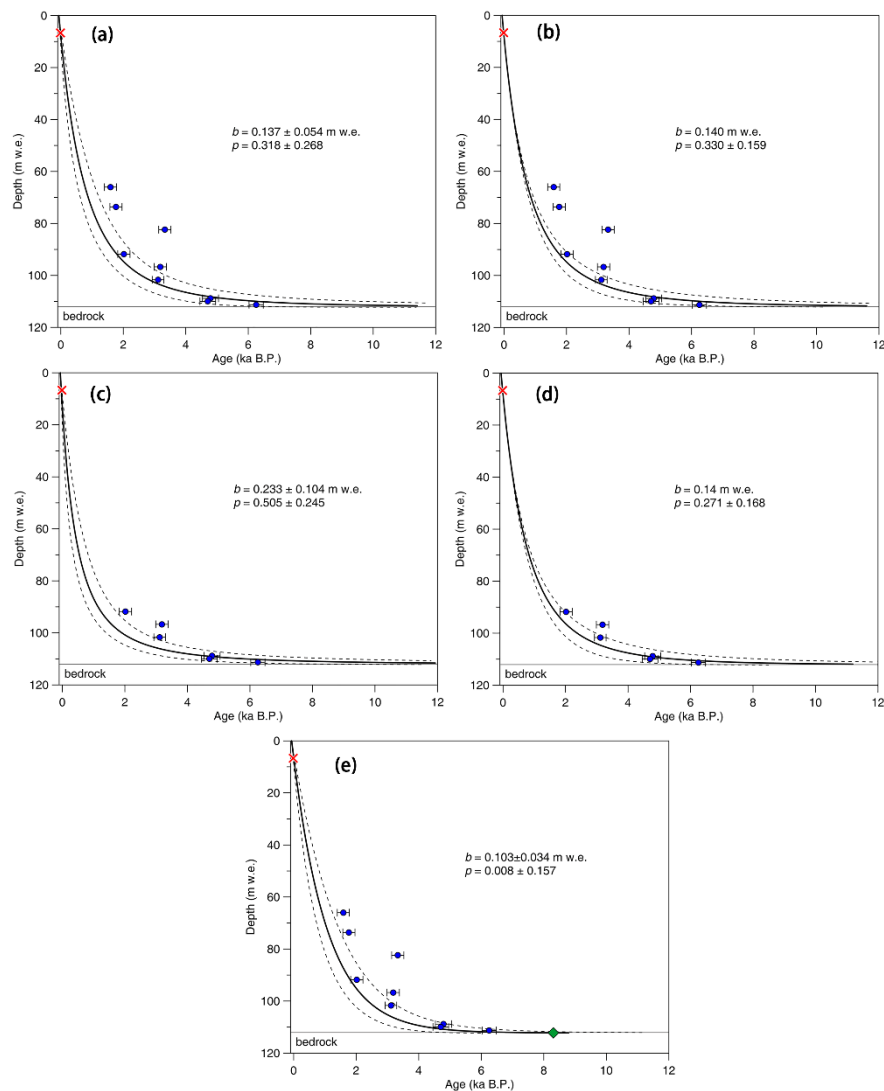 (a)
b = 0.137 ± 0.054 m w.e.
p = 0.318 ± 0.268
Depth (m w.e.)
0
20
40
60
80
100
120
bedrock
0 2 4 6 8 10 12
Age (ka B.P.)
(b)
b = 0.140 m w.e.
p = 0.330 ± 0.159
Depth (m w.e.)
0
20
40
60
80
100
120
bedrock
0 2 4 6 8 10 12
Age (ka B.P.)
(c)
b = 0.233 ± 0.104 m w.e.
p = 0.505 ± 0.245
Depth (m w.e.)
0
20
40
60
80
100
120
bedrock
0 2 4 6 8 10 12
Age (ka B.P.)
(d)
b = 0.14 m w.e.
p = 0.271 ± 0.168
Depth (m w.e.)
0
20
40
60
80
100
120
bedrock
0 2 4 6 8 10 12
Age (ka B.P.)
(e)
b = 0.103±0.034 m w.e.
p = 0.008 ± 0.157
Depth (m w.e.)
0
20
40
60
80
100
120
bedrock
0 2 4 6 8 10 12
Age (ka B.P.)